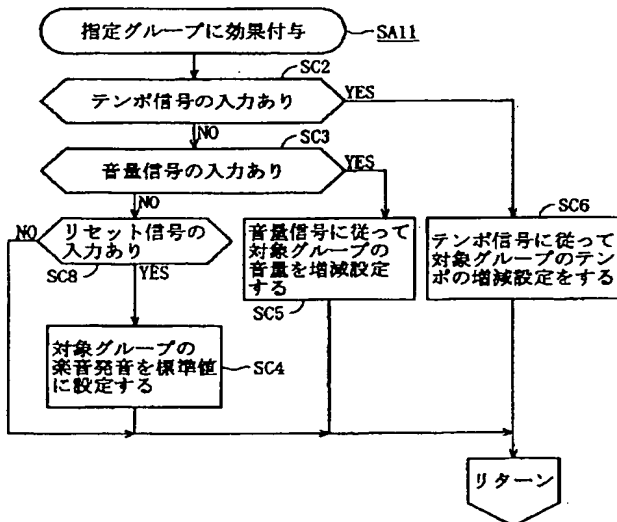 指定グループに効果付与
SA11
SC2
テンポ信号の入力あり
YES
NO
SC3
音量信号の入力あり
YES
NO
NO
リセット信号の
入力あり
SC8
YES
音量信号に従って
対象グループの
音量を増減設定
する
SC5
SC6
テンポ信号に従って
対象グループのテン
ポの増減設定をする
対象グループの
楽音発音を標準値
に設定する
SC4
リターン